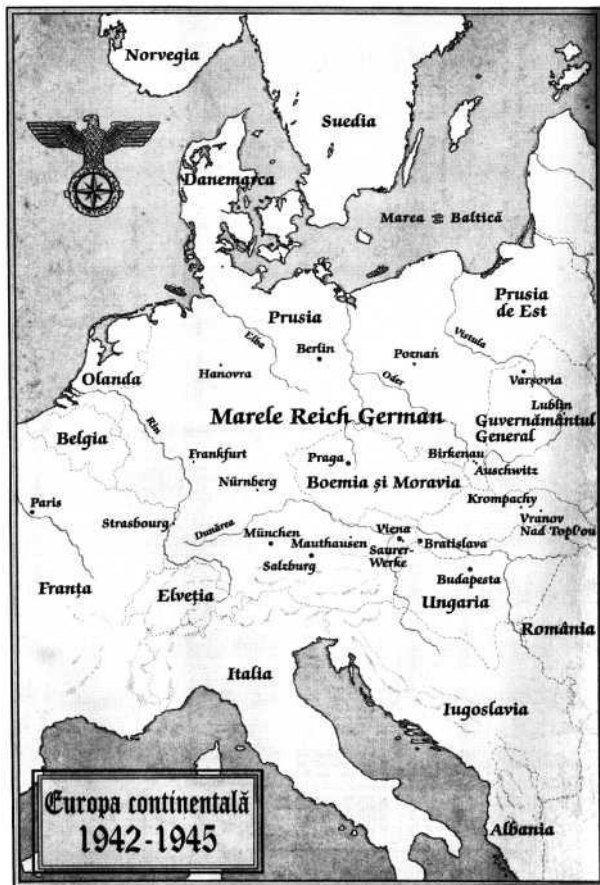 Norvegia
Suedia
Danemarca
Marea Baltică
Prusia
de Est
Prusia
Elba
Vistula
Berlin
Poznań
Hanovra
Olanda
Oder
Varșovia
Lublin
Marele Reich German
Guvernământul
General
Belgia
Rin
Frankfurt
Praga
Birkenau
Auschwitz
Nürnberg
Boemia și Moravia
Krompachy
Paris
Strasbourg
Dunărea
Vranov
Nad Topl'ou
München
Viena
Mauthausen
Saurer-
Werke
Bratislava
Salzburg
Budapesta
Franța
Elveția
Ungaria
România
Italia
Iugoslavia
Europa continentală
1942-1945
Albania